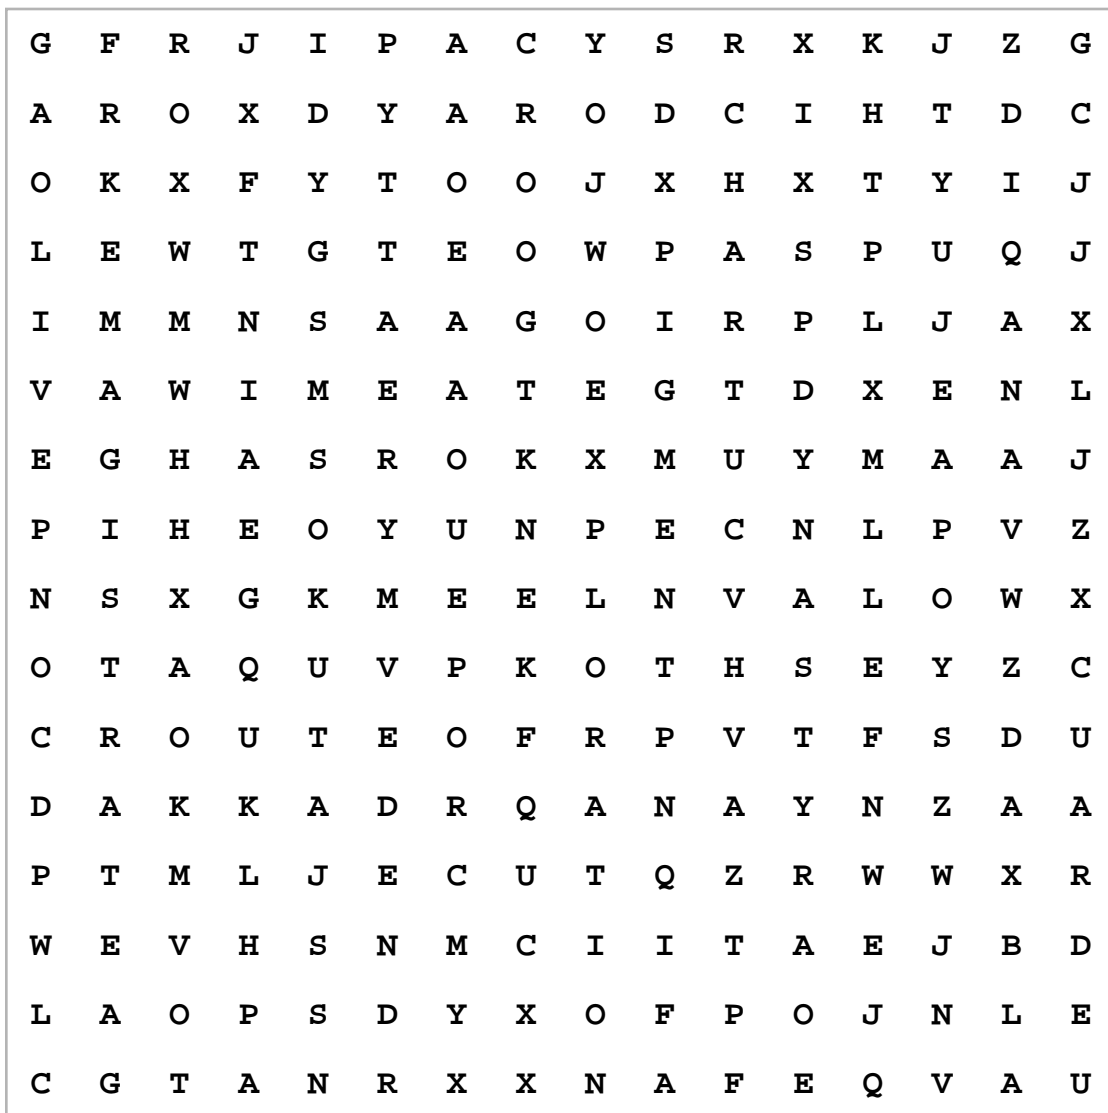 G F R J I P A C Y S R X K J Z G
A R O X D Y A R O D C I H T D C
O K X F Y T O O J X H X T Y I J
L E W T G T E O W P A S P U Q J
I M M N S A A G O I R P L J A X
V A W I M E A T E G T D X E N L
E G H A S R O K X M U Y M A A J
P I H E O Y U N P E C N L P V Z
N S X G K M E E L N V A L O W X
O T A Q U V P K O T H S E Y Z C
C R O U T E O F R P V T F S D U
D A K K A D R Q A N A Y N Z A A
P T M L J E C U T Q Z R W W X R
W E V H S N M C I I T A E J B D
L A O P S D Y X O F P O J N L E
C G T A N R X X N A F E Q V A U